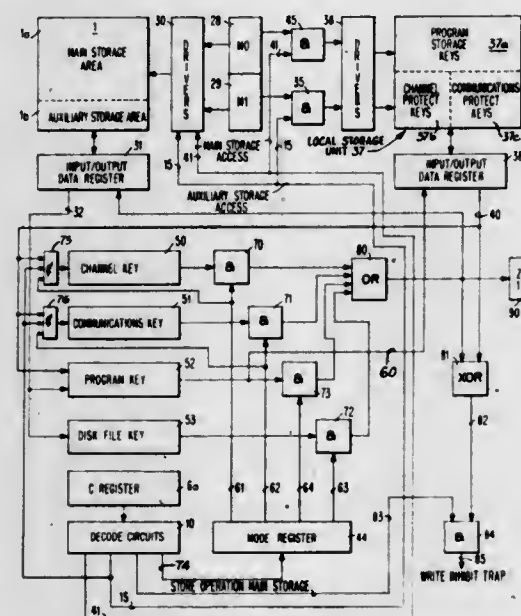 1a
1
MAIN STORAGE
AREA
1b
AUXILIARY STORAGE AREA
31
INPUT/OUTPUT
DATA REGISTER
32
30
DRIVERS
28
M0
29
M1
45
&
35
&
36
DRIVERS
41
15
MAIN STORAGE
ACCESS
15
41
AUXILIARY STORAGE
ACCESS
PROGRAM
STORAGE
KEYS
37a
CHANNEL
PROTECT
KEYS
37b
COMMUNICATIONS
PROTECT
KEYS
37c
LOCAL STORAGE
UNIT 37
INPUT/OUTPUT
DATA REGISTER
38
40
75
¢
50
CHANNEL KEY
70
&
80
OR
76
¢
51
COMMUNICATIONS KEY
71
&
90
52
PROGRAM KEY
73
&
60
81
XOR
82
53
DISK FILE KEY
72
&
C REGISTER
6a
61
62
64
63
DECODE CIRCUITS
10
MODE REGISTER
44
83
&
84
85
74
STORE OPERATION MAIN STORAGE
WRITE INHIBIT TRAP
15
41